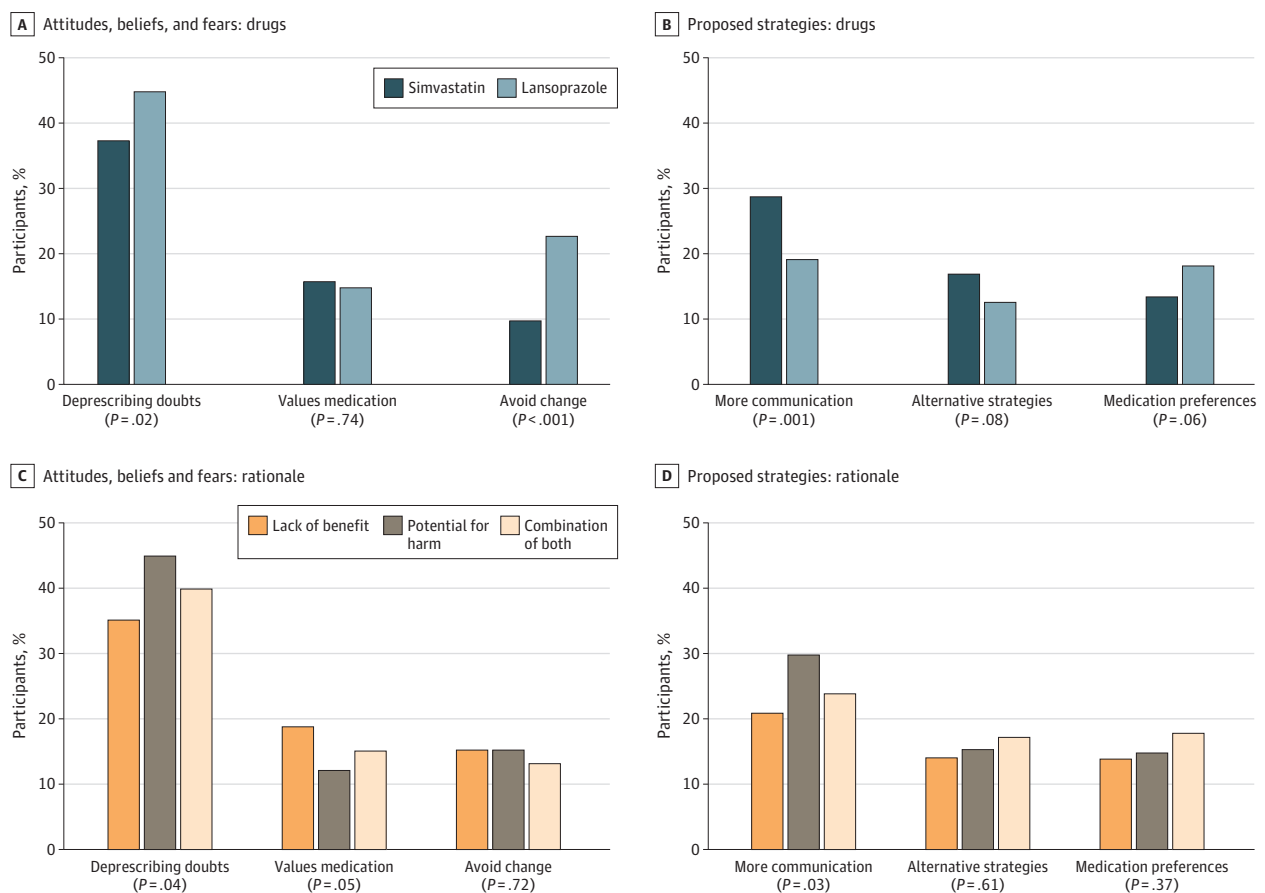 A Attitudes, beliefs, and fears: drugs
50
40
30
20
10
0
Participants, %
Simvastatin Lansoprazole
Deprescribing doubts
(P = .02)
Values medication
(P = .74)
Avoid change
(P < .001)
B Proposed strategies: drugs
50
40
30
20
10
0
Participants, %
More communication
(P = .001)
Alternative strategies
(P = .08)
Medication preferences
(P = .06)
C Attitudes, beliefs and fears: rationale
50
40
30
20
10
0
Participants, %
Lack of benefit
Potential for
harm
Combination
of both
Deprescribing doubts
(P = .04)
Values medication
(P = .05)
Avoid change
(P = .72)
D Proposed strategies: rationale
50
40
30
20
10
0
Participants, %
More communication
(P = .03)
Alternative strategies
(P = .61)
Medication preferences
(P = .37)